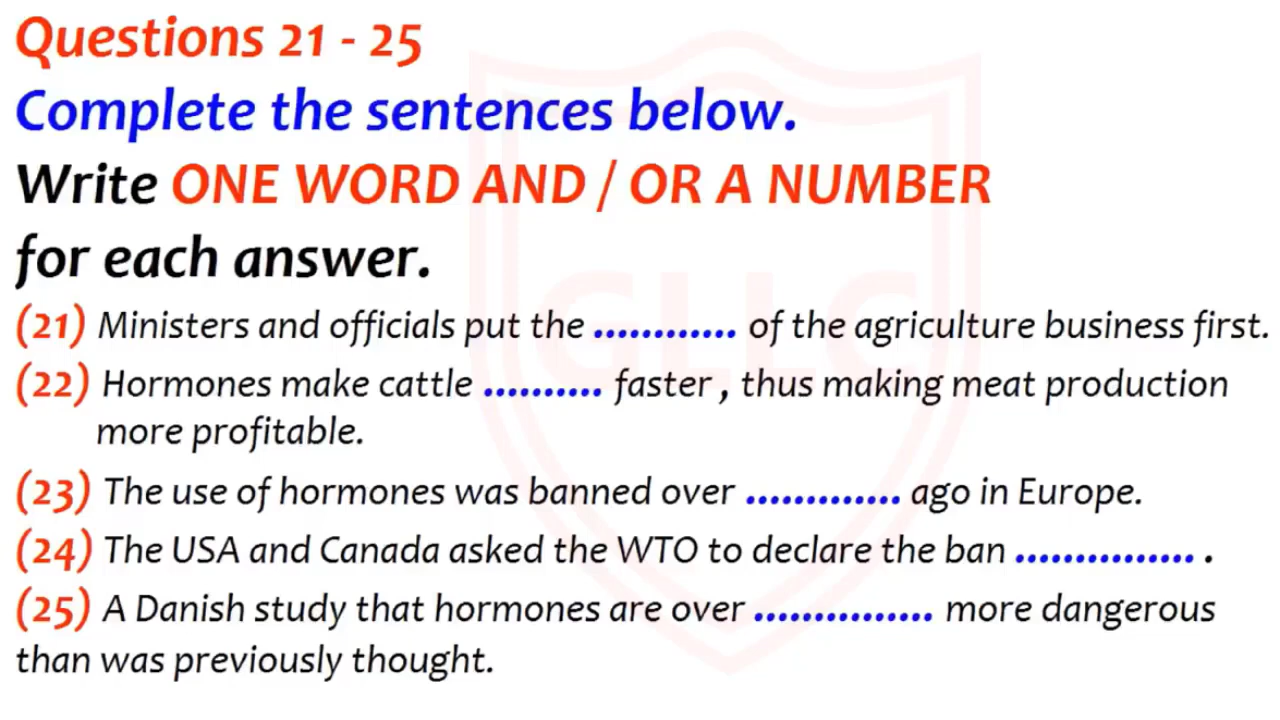 Questions 21 - 25
Complete the sentences below.
Write ONE WORD AND / OR A NUMBER
for each answer.
(21) Ministers and officials put the ............ of the agriculture business first.
(22) Hormones make cattle .......... faster , thus making meat production
more profitable.
(23) The use of hormones was banned over ............. ago in Europe.
(24) The USA and Canada asked the WTO to declare the ban ............... .
(25) A Danish study that hormones are over ............... more dangerous
than was previously thought.
GLLC